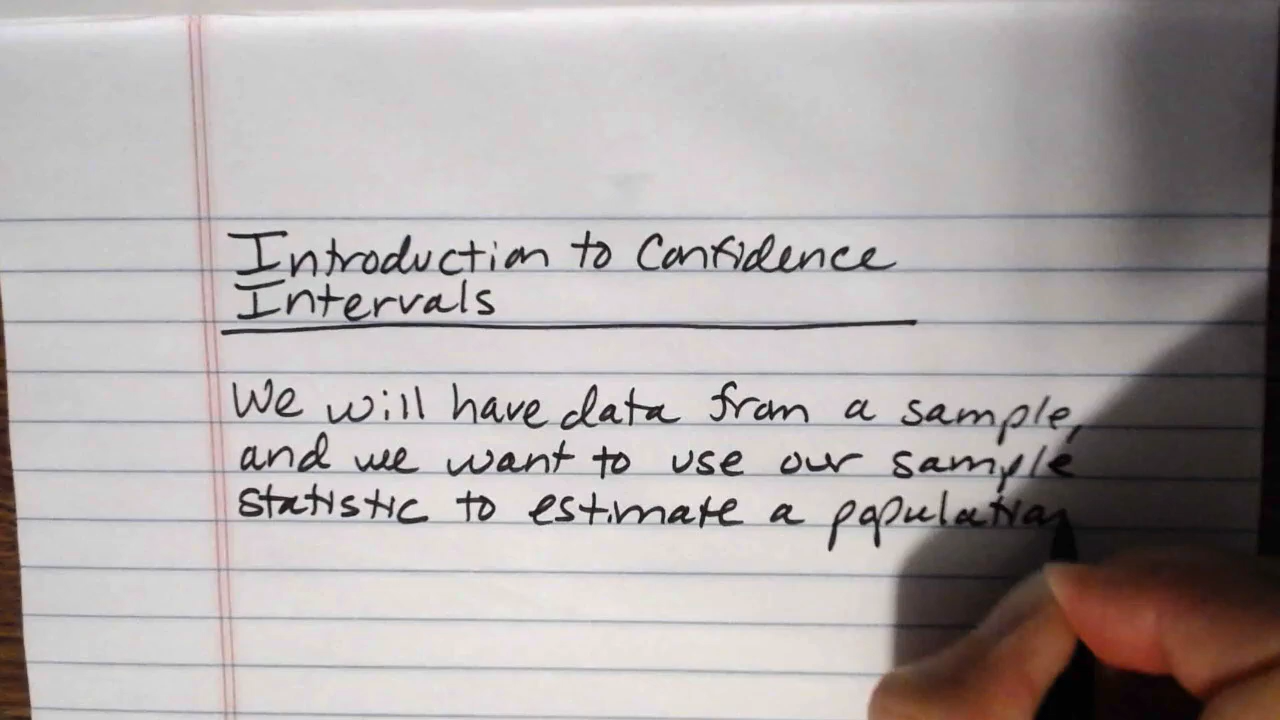 Introduction to Confidence
Intervals
We will have data from a sample,
and we want to use our sample
statistic to estimate a population